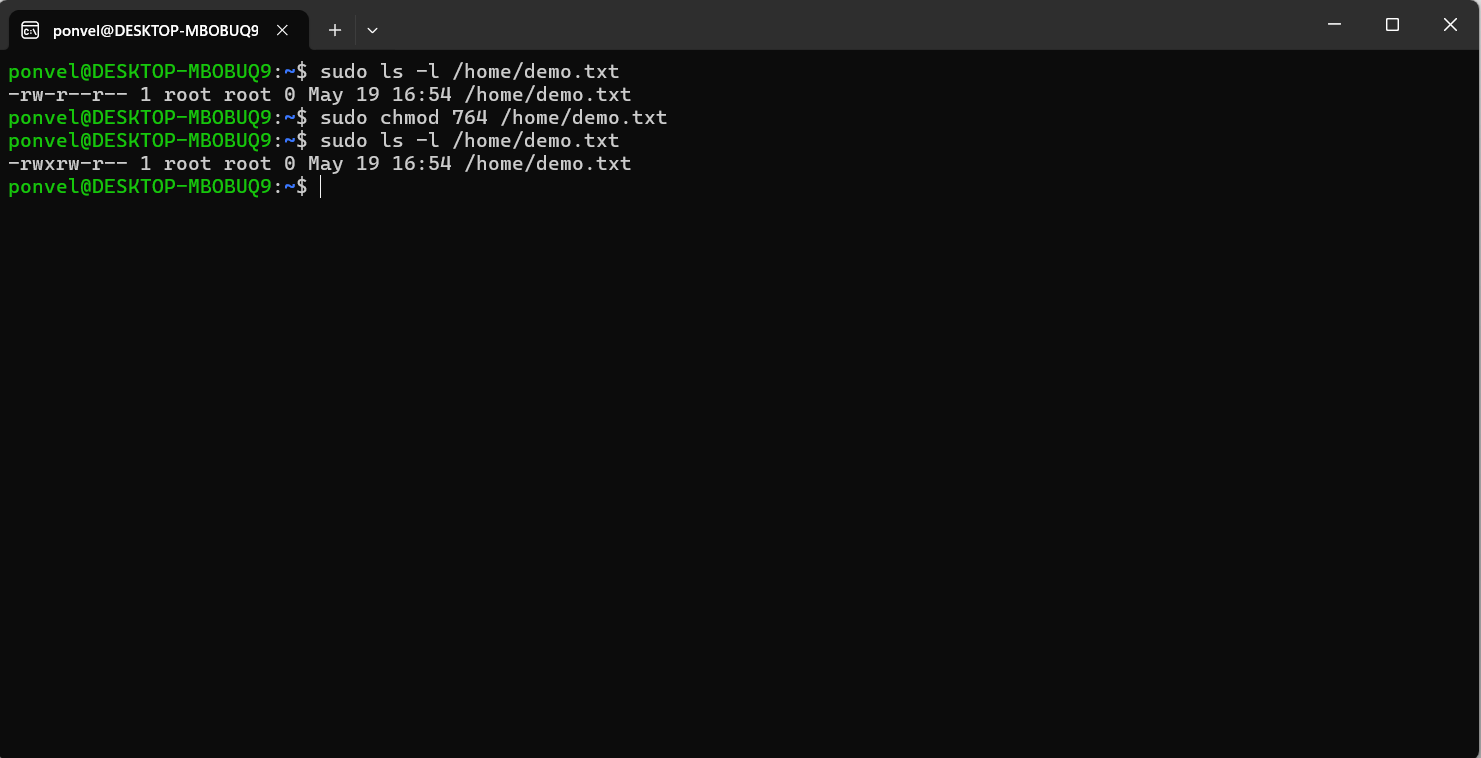 ponvel@DESKTOP-MBOBUQ9
ponvel@DESKTOP-MBOBUQ9:~$ sudo ls -l /home/demo.txt
-rw-r--r-- 1 root root 0 May 19 16:54 /home/demo.txt
ponvel@DESKTOP-MBOBUQ9:~$ sudo chmod 764 /home/demo.txt
ponvel@DESKTOP-MBOBUQ9:~$ sudo ls -l /home/demo.txt
-rwxrw-r-- 1 root root 0 May 19 16:54 /home/demo.txt
ponvel@DESKTOP-MBOBUQ9:~$